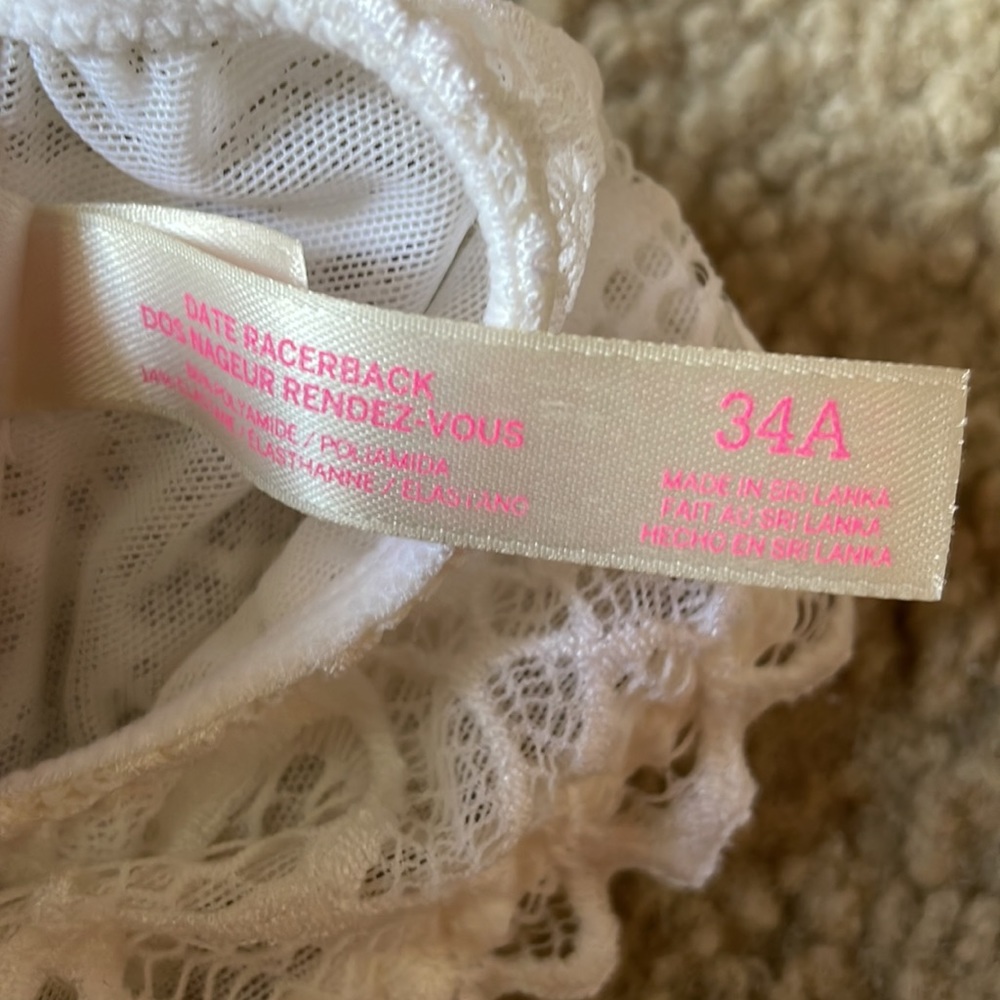 DATE RACERBACK
DOS NAGEUR RENDEZ-VOUS
POLYAMIDE / POLIAMIDA
/ ÉLASTHANNE / ELASTANO
34A
MADE IN SRI LANKA
FAIT AU SRI LANKA
HECHO EN SRI LANKA